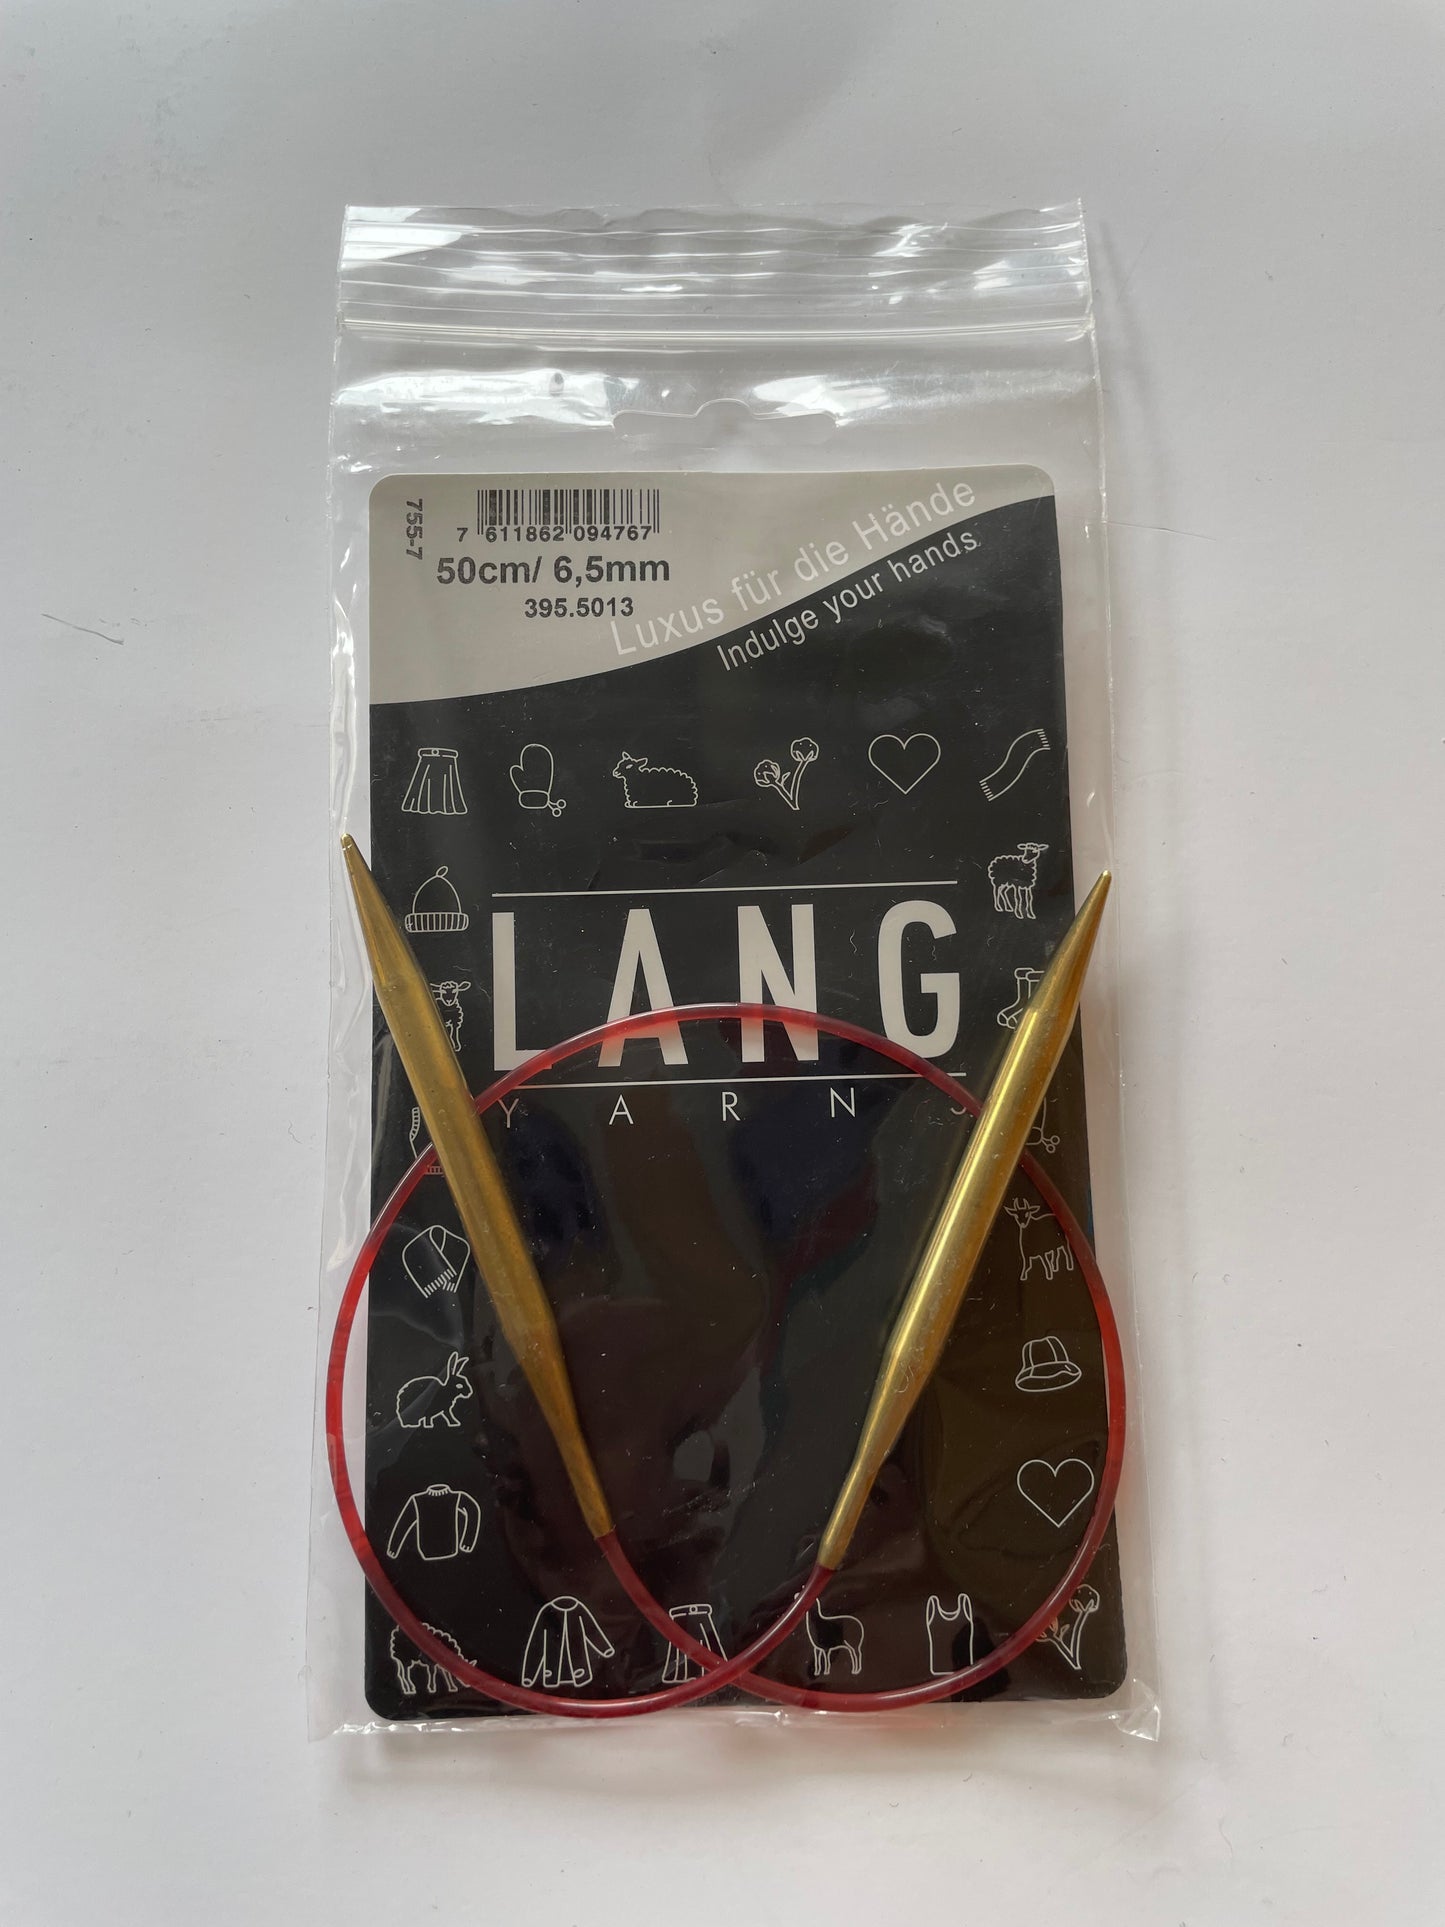 755-7
7 611862 094767
50cm/ 6,5mm
395.5013
Luxus für die Hände
Indulge your hands
LANG
YARNS